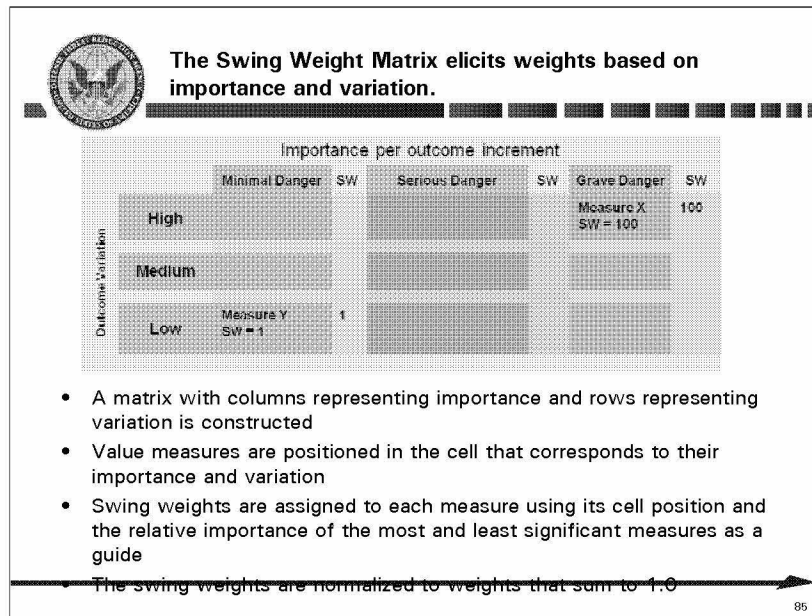 The Swing Weight Matrix elicits weights based on
importance and variation.
Importance per outcome increment
Minimal Danger SW Serious Danger SW Grave Danger SW
Outcome Variation
High Measure X 100
SW = 100
Medium
Low Measure Y 1
SW = 1
• A matrix with columns representing importance and rows representing
variation is constructed
• Value measures are positioned in the cell that corresponds to their
importance and variation
• Swing weights are assigned to each measure using its cell position and
the relative importance of the most and least significant measures as a
guide
• The swing weights are normalized to weights that sum to 1.0
85